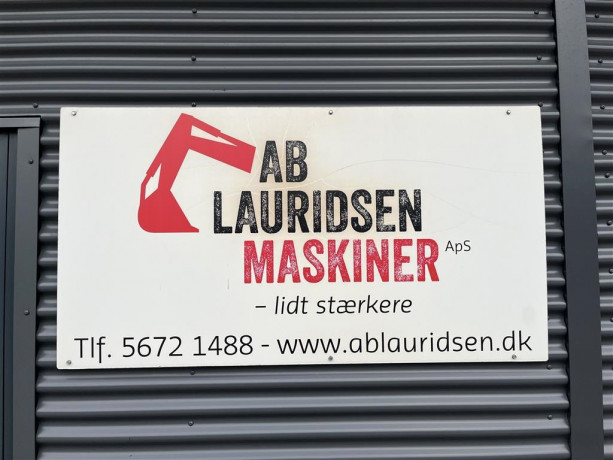 AB
LAURIDSEN
MASKINER ApS
– lidt stærkere
Tlf. 5672 1488 - www.ablauridsen.dk